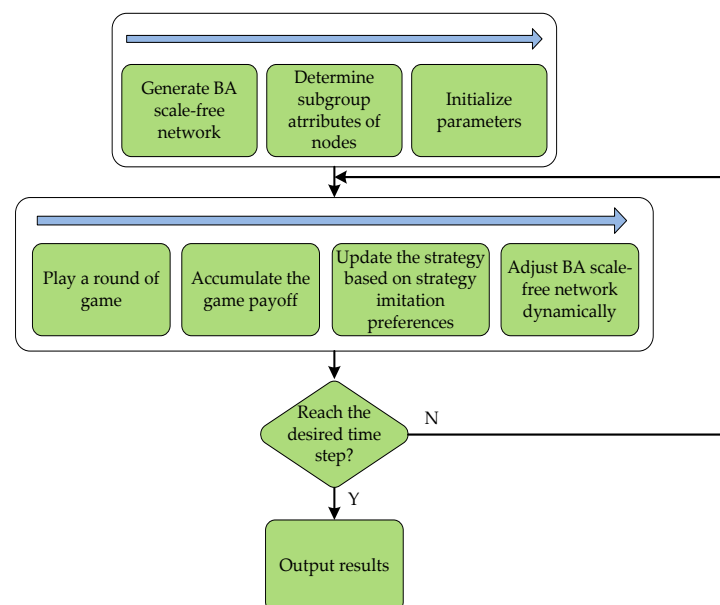 Generate BA
scale-free
network
Determine
subgroup
atrributes of
nodes
Initialize
parameters
Play a round of
game
Accumulate the
game payoff
Update the strategy
based on strategy
imitation
preferences
Adjust BA scale-
free network
dynamically
Reach the
desired time
step?
N
Y
Output results